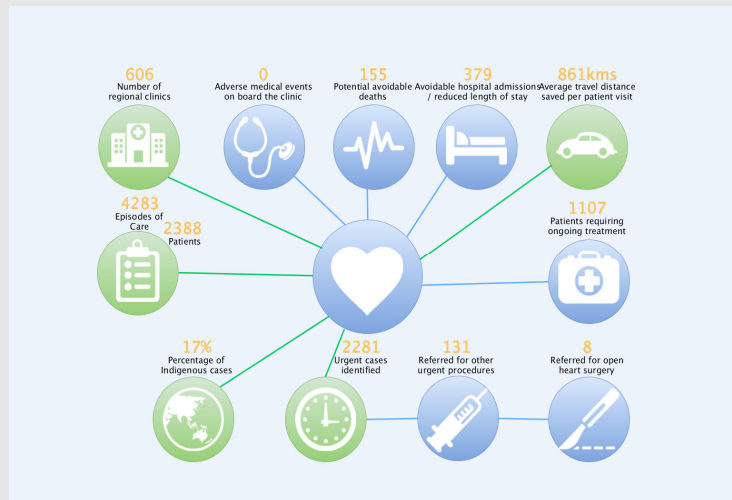 606
Number of
regional clinics
0
Adverse medical events
on board the clinic
155
Potential avoidable
deaths
379
Avoidable hospital admissions
/ reduced length of stay
861kms
Average travel distance
saved per patient visit
4283
Episodes of
Care
2388
Patients
1107
Patients requiring
ongoing treatment
17%
Percentage of
Indigenous cases
2281
Urgent cases
identified
131
Referred for other
urgent procedures
8
Referred for open
heart surgery